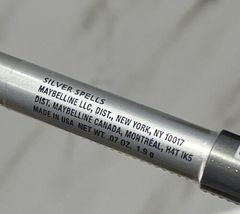 SILVER SPELLS
MAYBELLINE LLC, DIST., NEW YORK, NY 10017
DIST. MAYBELLINE CANADA, MONTRÉAL, H4T 1K5
MADE IN USA NET WT. .07 OZ, 1.9 g